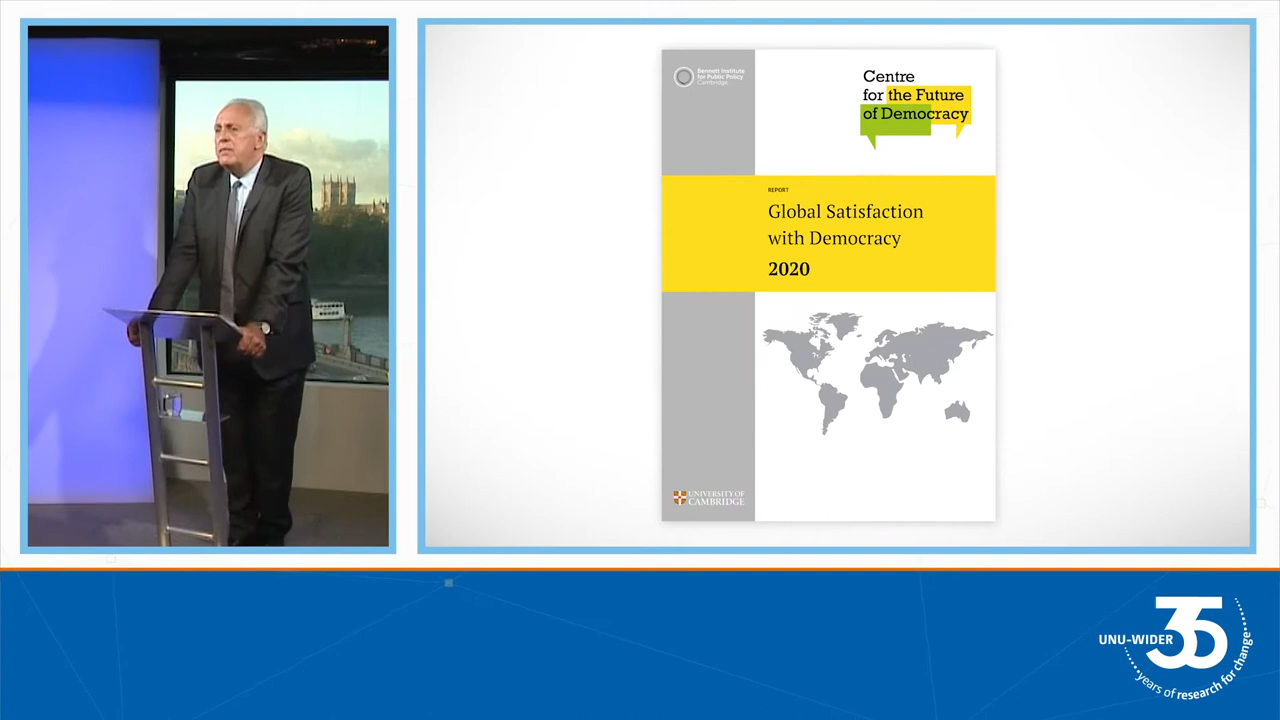 Bennett Institute
for Public Policy
Cambridge
Centre
for the Future
of Democracy
REPORT
Global Satisfaction
with Democracy
2020
UNIVERSITY OF
CAMBRIDGE
UNU-WIDER
35
years of research for change